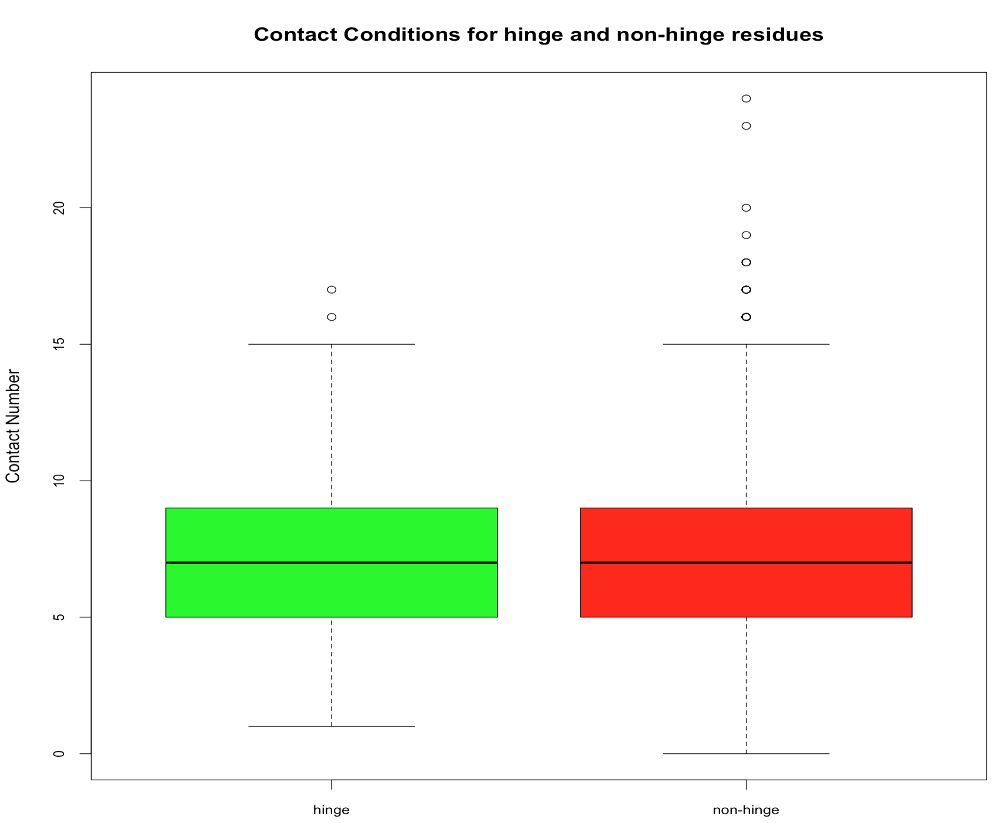 Contact Conditions for hinge and non-hinge residues
Contact Number
20
15
10
5
0
hinge
non-hinge